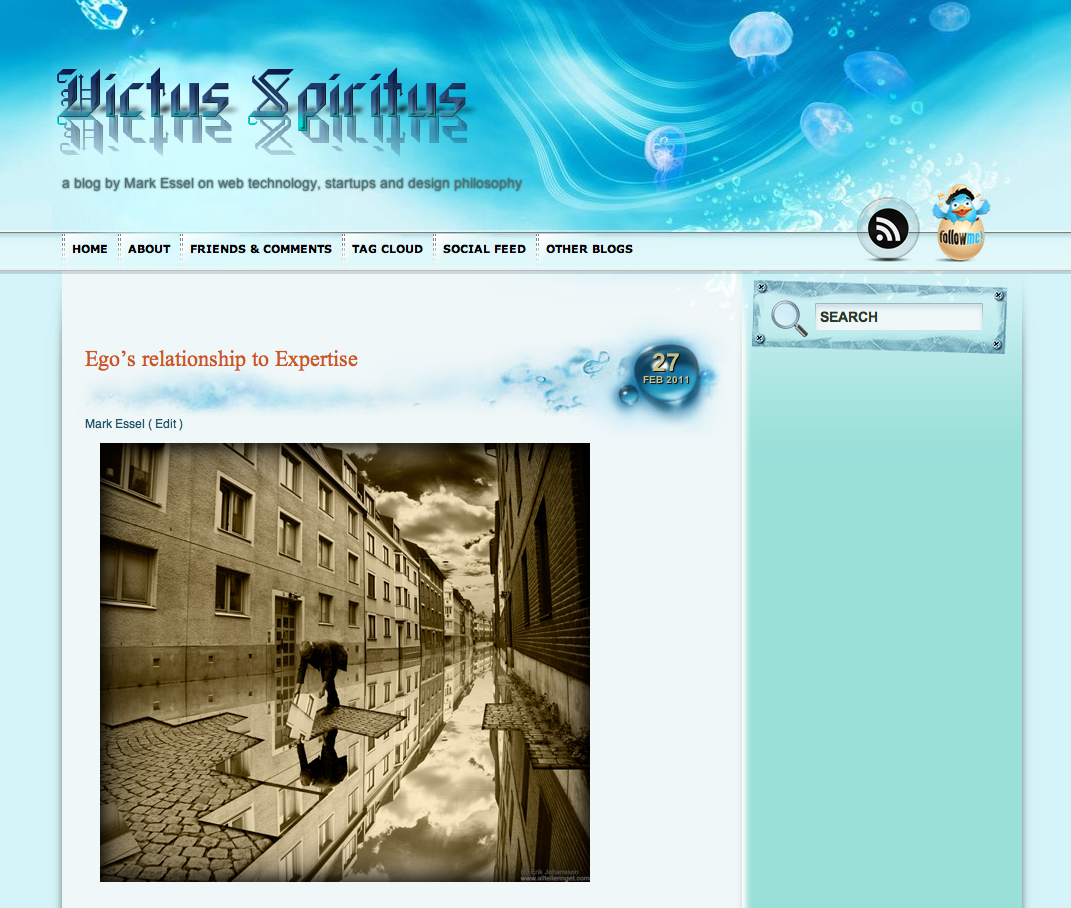 Victus Spiritus
a blog by Mark Essel on web technology, startups and design philosophy
HOME ABOUT FRIENDS & COMMENTS TAG CLOUD SOCIAL FEED OTHER BLOGS
follow me!
SEARCH
Ego’s relationship to Expertise
27
FEB 2011
Mark Essel ( Edit )
(c) Erik Johansson
www.alltelleringet.com